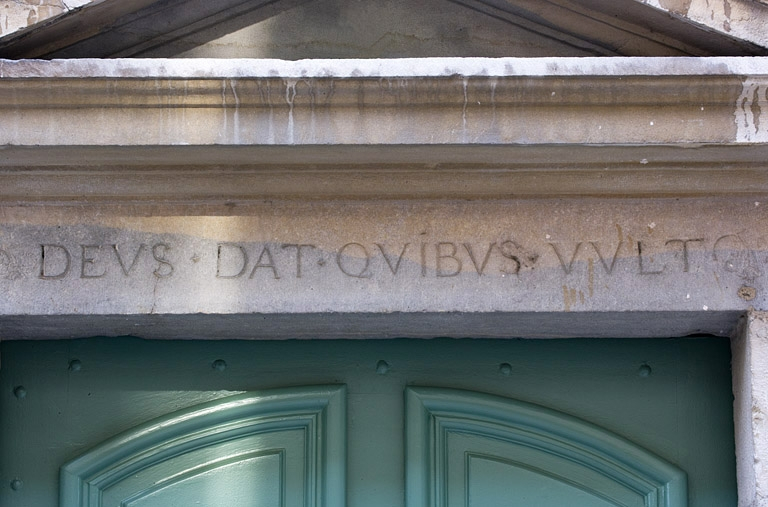 DEVS · DAT · QVIBVS · VVLT